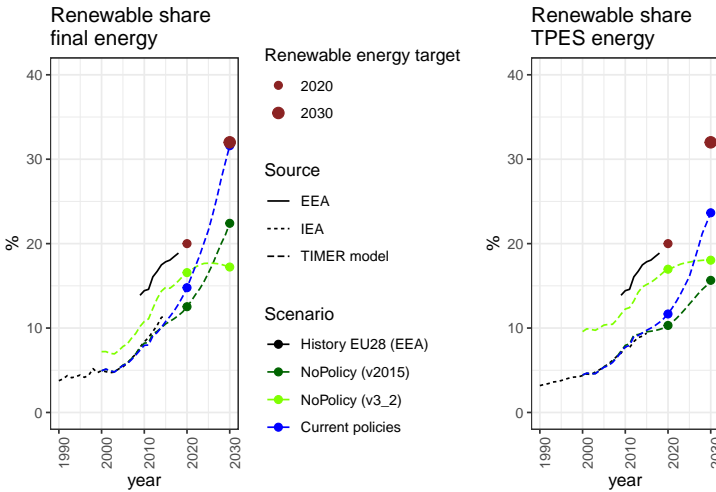 Renewable share
final energy
%
40
30
20
10
0
1990
2000
2010
2020
2030
year
Renewable energy target
2020
2030
Source
EEA
IEA
TIMER model
Scenario
History EU28 (EEA)
NoPolicy (v2015)
NoPolicy (v3_2)
Current policies
Renewable share
TPES energy
%
40
30
20
10
0
1990
2000
2010
2020
2030
year